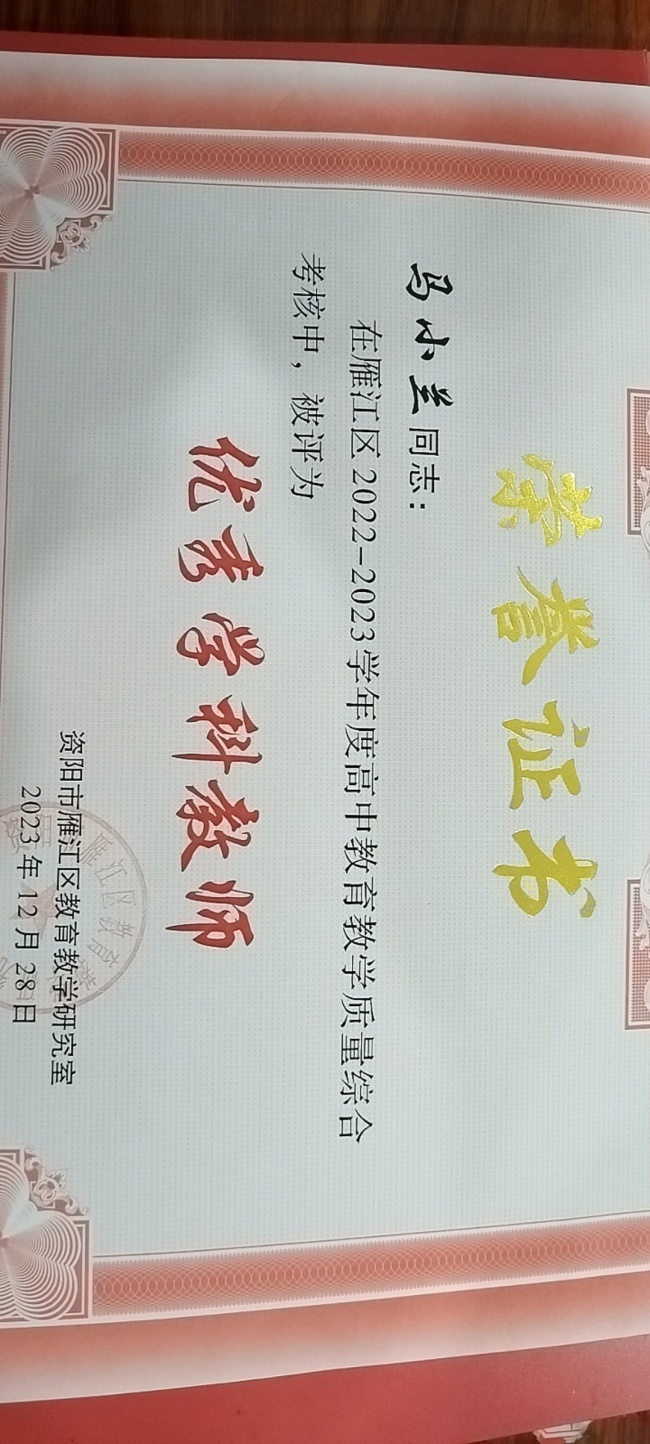 荣誉证书
马小兰同志：
在雁江区2022-2023学年度高中教育教学质量综合
考核中，被评为
优秀学科教师
资阳市雁江区教育教学研究室
2023年12月28日